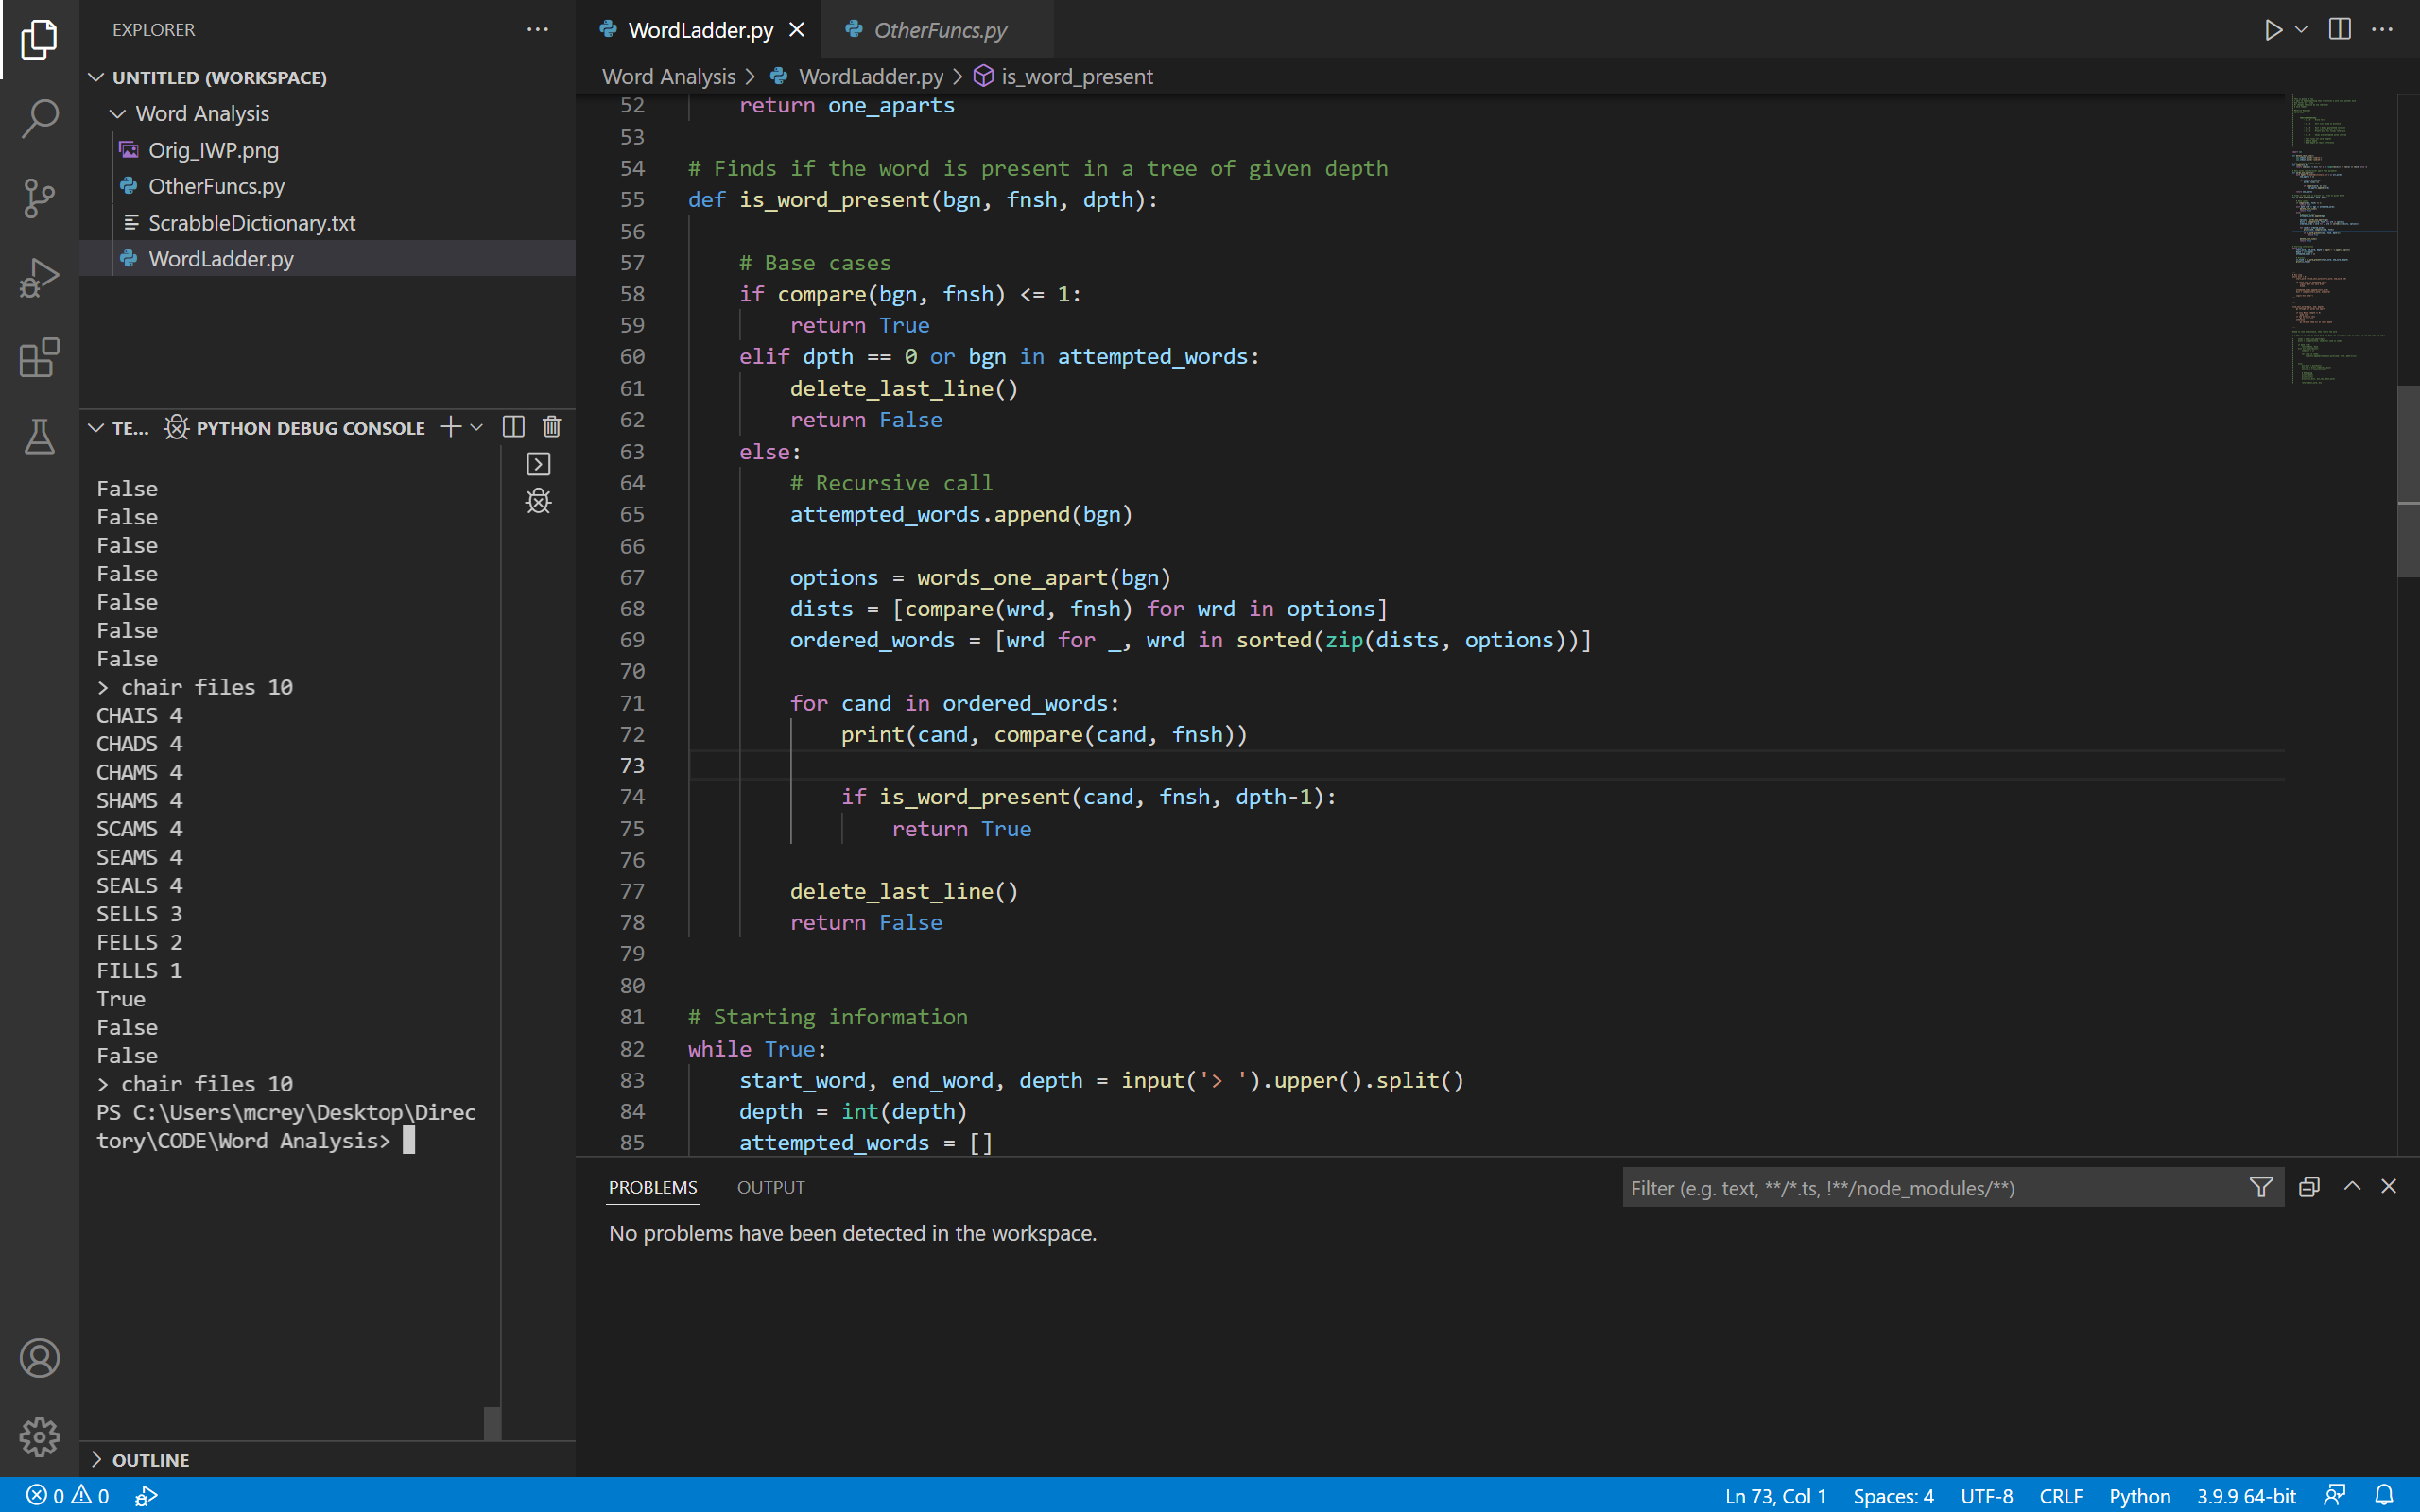 EXPLORER
UNTITLED (WORKSPACE)
Word Analysis
Orig_IWP.png
OtherFuncs.py
ScrabbleDictionary.txt
WordLadder.py
TE... PYTHON DEBUG CONSOLE
False
False
False
False
False
False
False
> chair files 10
CHAIS 4
CHADS 4
CHAMS 4
SHAMS 4
SCAMS 4
SEAMS 4
SEALS 4
SELLS 3
FELLS 2
FILLS 1
True
False
False
> chair files 10
PS C:\Users\mcrey\Desktop\Direc
tory\CODE\Word Analysis>
OUTLINE
WordLadder.py OtherFuncs.py
Word Analysis > WordLadder.py > is_word_present
52 return one_aparts
53
54 # Finds if the word is present in a tree of given depth
55 def is_word_present(bgn, fnsh, dpth):
56
57 # Base cases
58 if compare(bgn, fnsh) <= 1:
59 return True
60 elif dpth == 0 or bgn in attempted_words:
61 delete_last_line()
62 return False
63 else:
64 # Recursive call
65 attempted_words.append(bgn)
66
67 options = words_one_apart(bgn)
68 dists = [compare(wrd, fnsh) for wrd in options]
69 ordered_words = [wrd for _, wrd in sorted(zip(dists, options))]
70
71 for cand in ordered_words:
72 print(cand, compare(cand, fnsh))
73
74 if is_word_present(cand, fnsh, dpth-1):
75 return True
76
77 delete_last_line()
78 return False
79
80
81 # Starting information
82 while True:
83 start_word, end_word, depth = input('> ').upper().split()
84 depth = int(depth)
85 attempted_words = []
PROBLEMS OUTPUT
Filter (e.g. text, **/*.ts, !**/node_modules/**)
No problems have been detected in the workspace.
0 0
Ln 73, Col 1 Spaces: 4 UTF-8 CRLF Python 3.9.9 64-bit